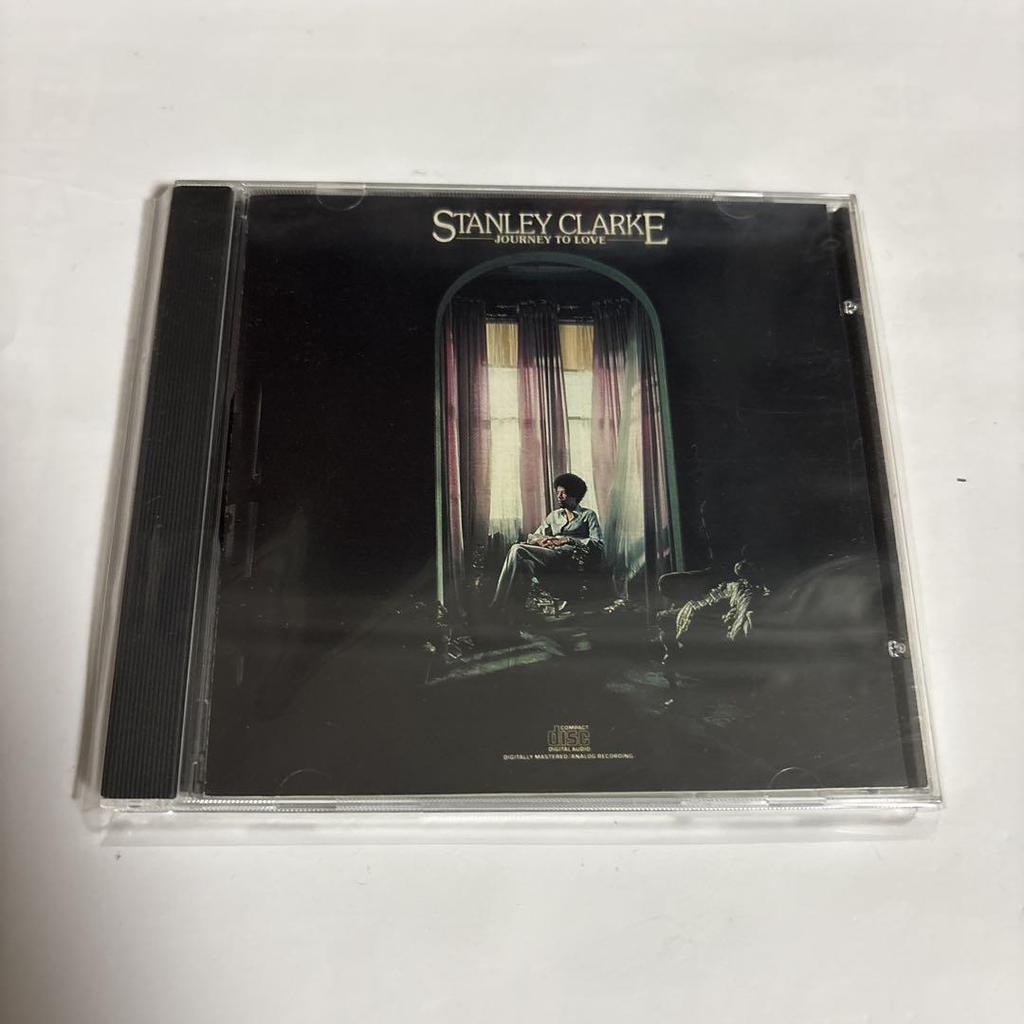 STANLEY CLARKE
JOURNEY TO LOVE
COMPACT
disc
DIGITAL AUDIO
DIGITALLY MASTERED/ANALOG RECORDING